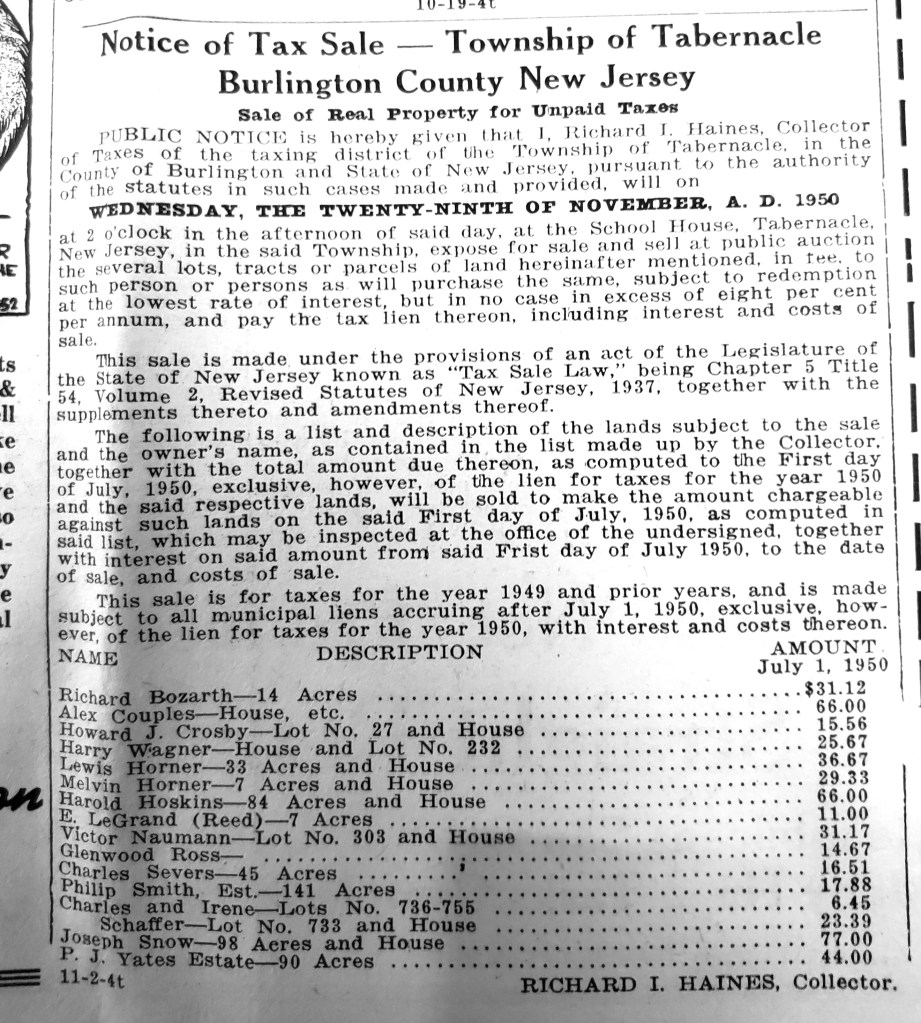 10-19-4t
Notice of Tax Sale — Township of Tabernacle
Burlington County New Jersey
Sale of Real Property for Unpaid Taxes
PUBLIC NOTICE is hereby given that I, Richard I. Haines, Collector
of Taxes of the taxing district of the Township of Tabernacle, in the
County of Burlington and State of New Jersey, pursuant to the authority
of the statutes in such cases made and provided, will on
WEDNESDAY, THE TWENTY-NINTH OF NOVEMBER, A. D. 1950
at 2 o'clock in the afternoon of said day, at the School House, Tabernacle,
New Jersey, in the said Township, expose for sale and sell at public auction
the several lots, tracts or parcels of land hereinafter mentioned, in fee, to
such person or persons as will purchase the same, subject to redemption
at the lowest rate of interest, but in no case in excess of eight per cent
per annum, and pay the tax lien thereon, including interest and costs of
sale.
This sale is made under the provisions of an act of the Legislature of
the State of New Jersey known as "Tax Sale Law," being Chapter 5 Title
54, Volume 2, Revised Statutes of New Jersey, 1937, together with the
supplements thereto and amendments thereof.
The following is a list and description of the lands subject to the sale
and the owner's name, as contained in the list made up by the Collector,
together with the total amount due thereon, as computed to the First day
of July, 1950, exclusive, however, of the lien for taxes for the year 1950
and the said respective lands, will be sold to make the amount chargeable
against such lands on the said First day of July, 1950, as computed in
said list, which may be inspected at the office of the undersigned, together
with interest on said amount from said Frist day of July 1950, to the date
of sale, and costs of sale.
This sale is for taxes for the year 1949 and prior years, and is made
subject to all municipal liens accruing after July 1, 1950, exclusive, how-
ever, of the lien for taxes for the year 1950, with interest and costs thereon.
NAME DESCRIPTION AMOUNT
July 1, 1950
Richard Bozarth—14 Acres $31.12
Alex Couples—House, etc. 66.00
Howard J. Crosby—Lot No. 27 and House 15.56
Harry Wagner—House and Lot No. 232 25.67
Lewis Horner—33 Acres and House 36.67
Melvin Horner—7 Acres and House 29.33
Harold Hoskins—84 Acres and House 66.00
E. LeGrand (Reed)—7 Acres 11.00
Victor Naumann—Lot No. 303 and House 31.17
Glenwood Ross— 14.67
Charles Severs—45 Acres 16.51
Philip Smith, Est.—141 Acres 17.88
Charles and Irene—Lots No. 736-755 6.45
Schaffer—Lot No. 733 and House 23.39
Joseph Snow—98 Acres and House 77.00
P. J. Yates Estate—90 Acres 44.00
11-2-4t RICHARD I. HAINES, Collector.